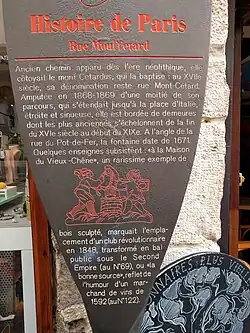 Histoire de Paris
Rue Mouffetard
Ancien chemin apparu dès l'ère néolithique, elle
côtoyait le mont Cétardus, qui la baptise : au XVIIe
siècle, sa dénomination reste rue Mont-Cétard.
Amputée en 1868-1869 d'une moitié de son
parcours, qui s'étendait jusqu'à la place d'Italie,
étroite et sinueuse, elle est bordée de demeures
dont les plus anciennes s'échelonnent de la fin
du XVIe siècle au début du XIXe. A l'angle de la
rue du Pot-de-Fer, la fontaine date de 1671.
Quelques enseignes subsistent : «à la Maison
du Vieux-Chêne», un rarissime exemple de
bois sculpté, marquait l'empla-
cement d'un club révolutionnaire
en 1848, transformé en bal
public sous le Second
Empire (au N°69), ou «la
bonne source», reflet de
l'humour d'un mar-
chand de vins de
1592 (au N°122).
PLUS